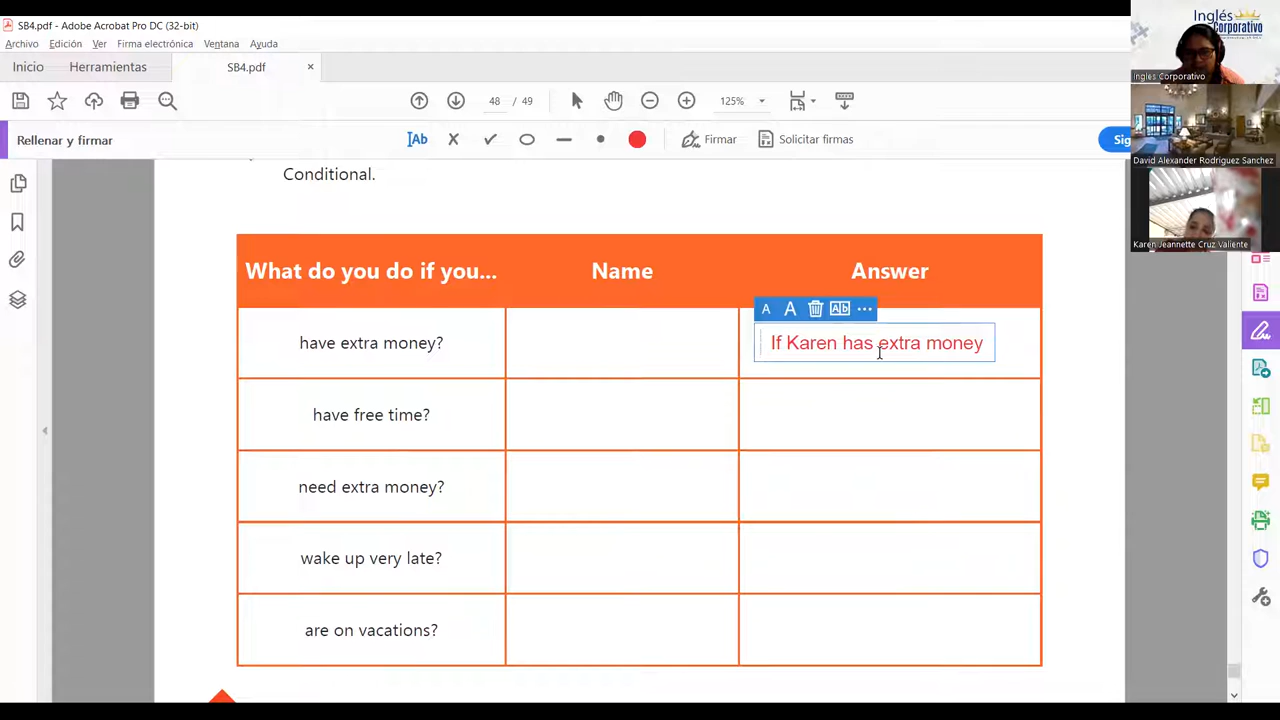 SB4.pdf - Adobe Acrobat Pro DC (32-bit)
Archivo Edición Ver Firma electrónica Ventana Ayuda
Inicio Herramientas SB4.pdf ×
48 / 49 125%
Rellenar y firmar Ab Firmar Solicitar firmas Sig
Conditional.
What do you do if you... Name Answer
A A Ab ...
have extra money? If Karen has extra money
have free time?
need extra money?
wake up very late?
are on vacations?
Inglés
Corporativo
Ingles Corporativo
David Alexander Rodriguez Sanchez
Karen Jeannette Cruz Valiente